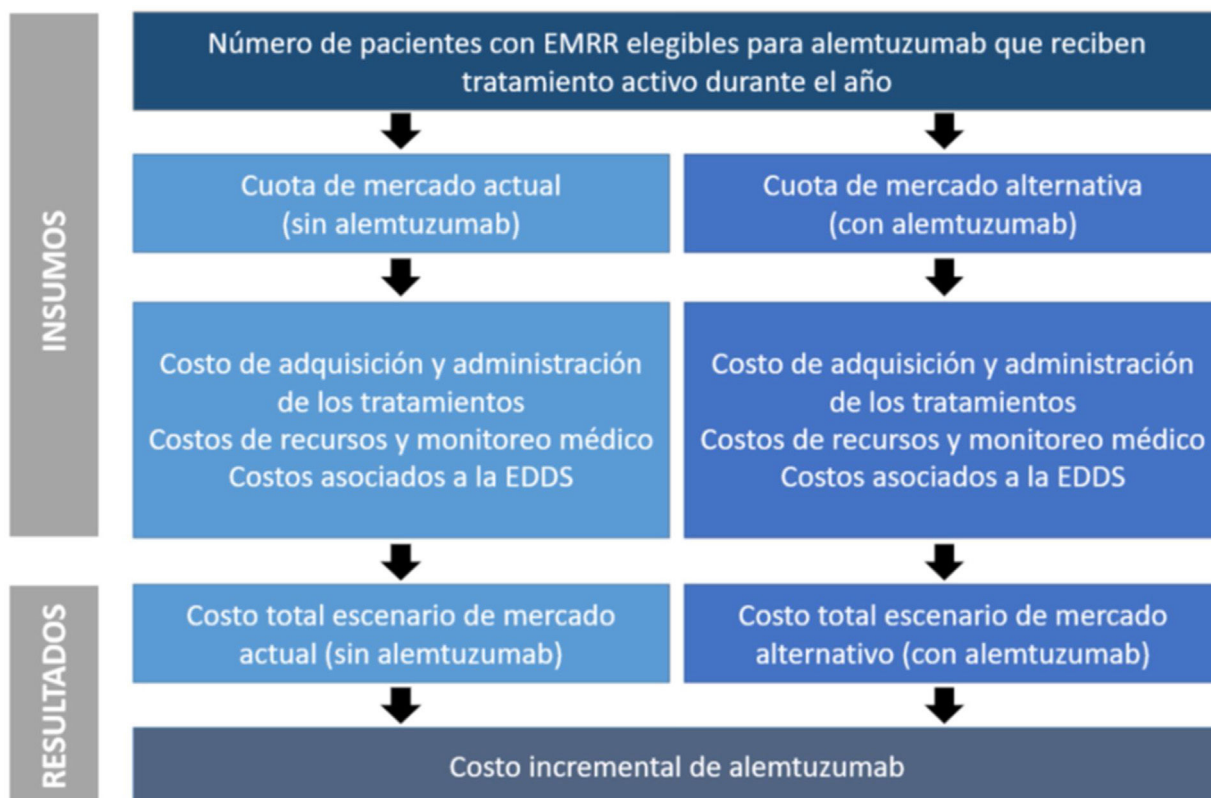 INSUMOS
Número de pacientes con EMRR elegibles para alemtuzumab que reciben
tratamiento activo durante el año
Cuota de mercado actual
(sin alemtuzumab)
Cuota de mercado alternativa
(con alemtuzumab)
Costo de adquisición y administración
de los tratamientos
Costos de recursos y monitoreo médico
Costos asociados a la EDDS
Costo de adquisición y administración
de los tratamientos
Costos de recursos y monitoreo médico
Costos asociados a la EDDS
RESULTADOS
Costo total escenario de mercado
actual (sin alemtuzumab)
Costo total escenario de mercado
alternativo (con alemtuzumab)
Costo incremental de alemtuzumab